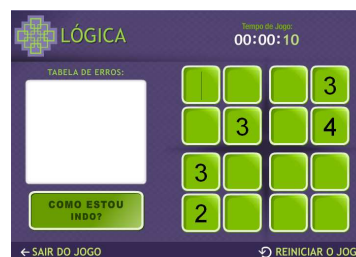 LÓGICA
Tempo de Jogo:
00:00:10
TABELA DE ERROS:
3
3 4
3
2
COMO ESTOU
INDO?
← SAIR DO JOGO
REINICIAR O JOG